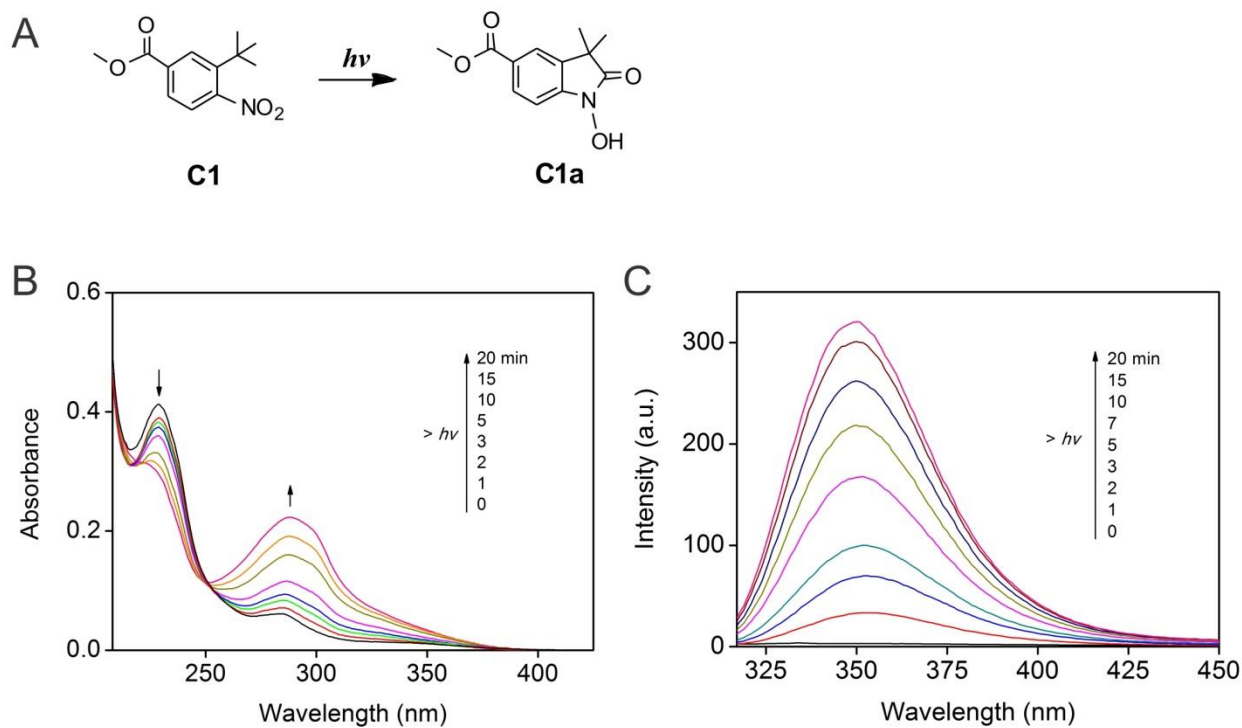 A
O
O
NO₂
hν
O
O
O
N
OH
C1
C1a
B
0.6
0.4
0.2
0.0
Absorbance
250
300
350
400
Wavelength (nm)
> hν
20 min
15
10
5
3
2
1
0
C
300
200
100
0
Intensity (a.u.)
325
350
375
400
425
450
Wavelength (nm)
> hν
20 min
15
10
7
5
3
2
1
0